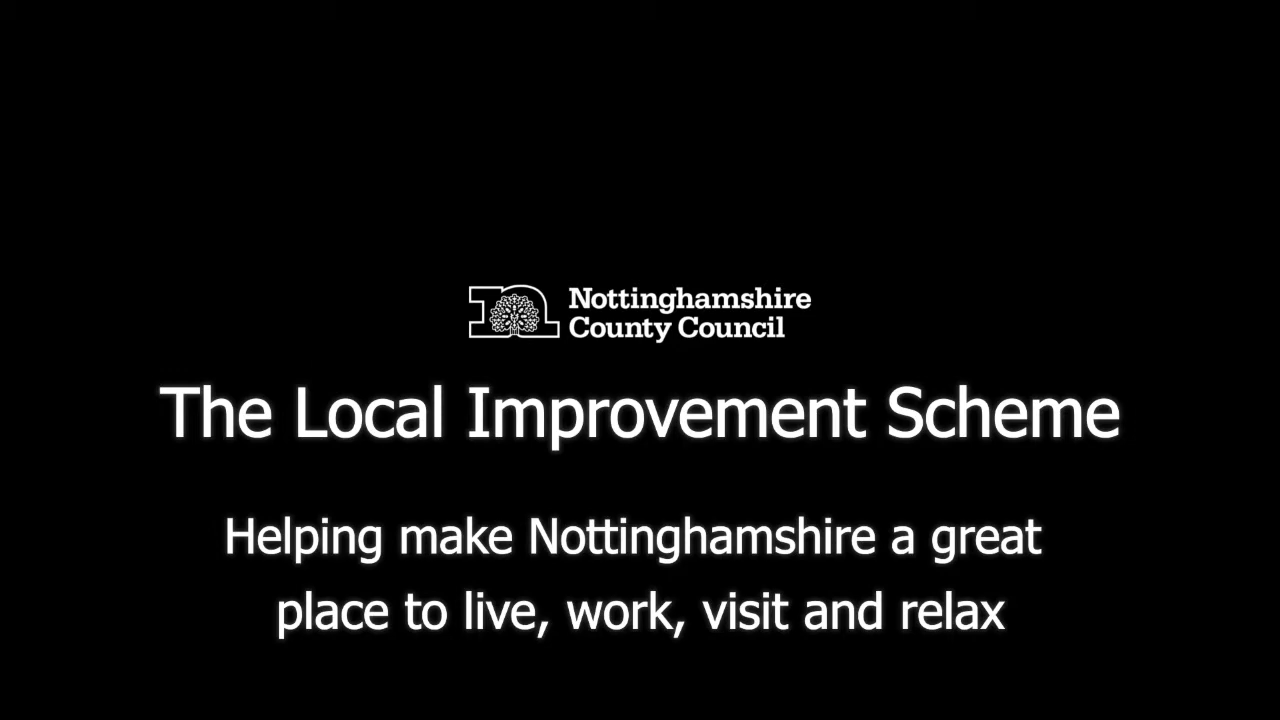 Nottinghamshire
County Council
The Local Improvement Scheme
Helping make Nottinghamshire a great
place to live, work, visit and relax